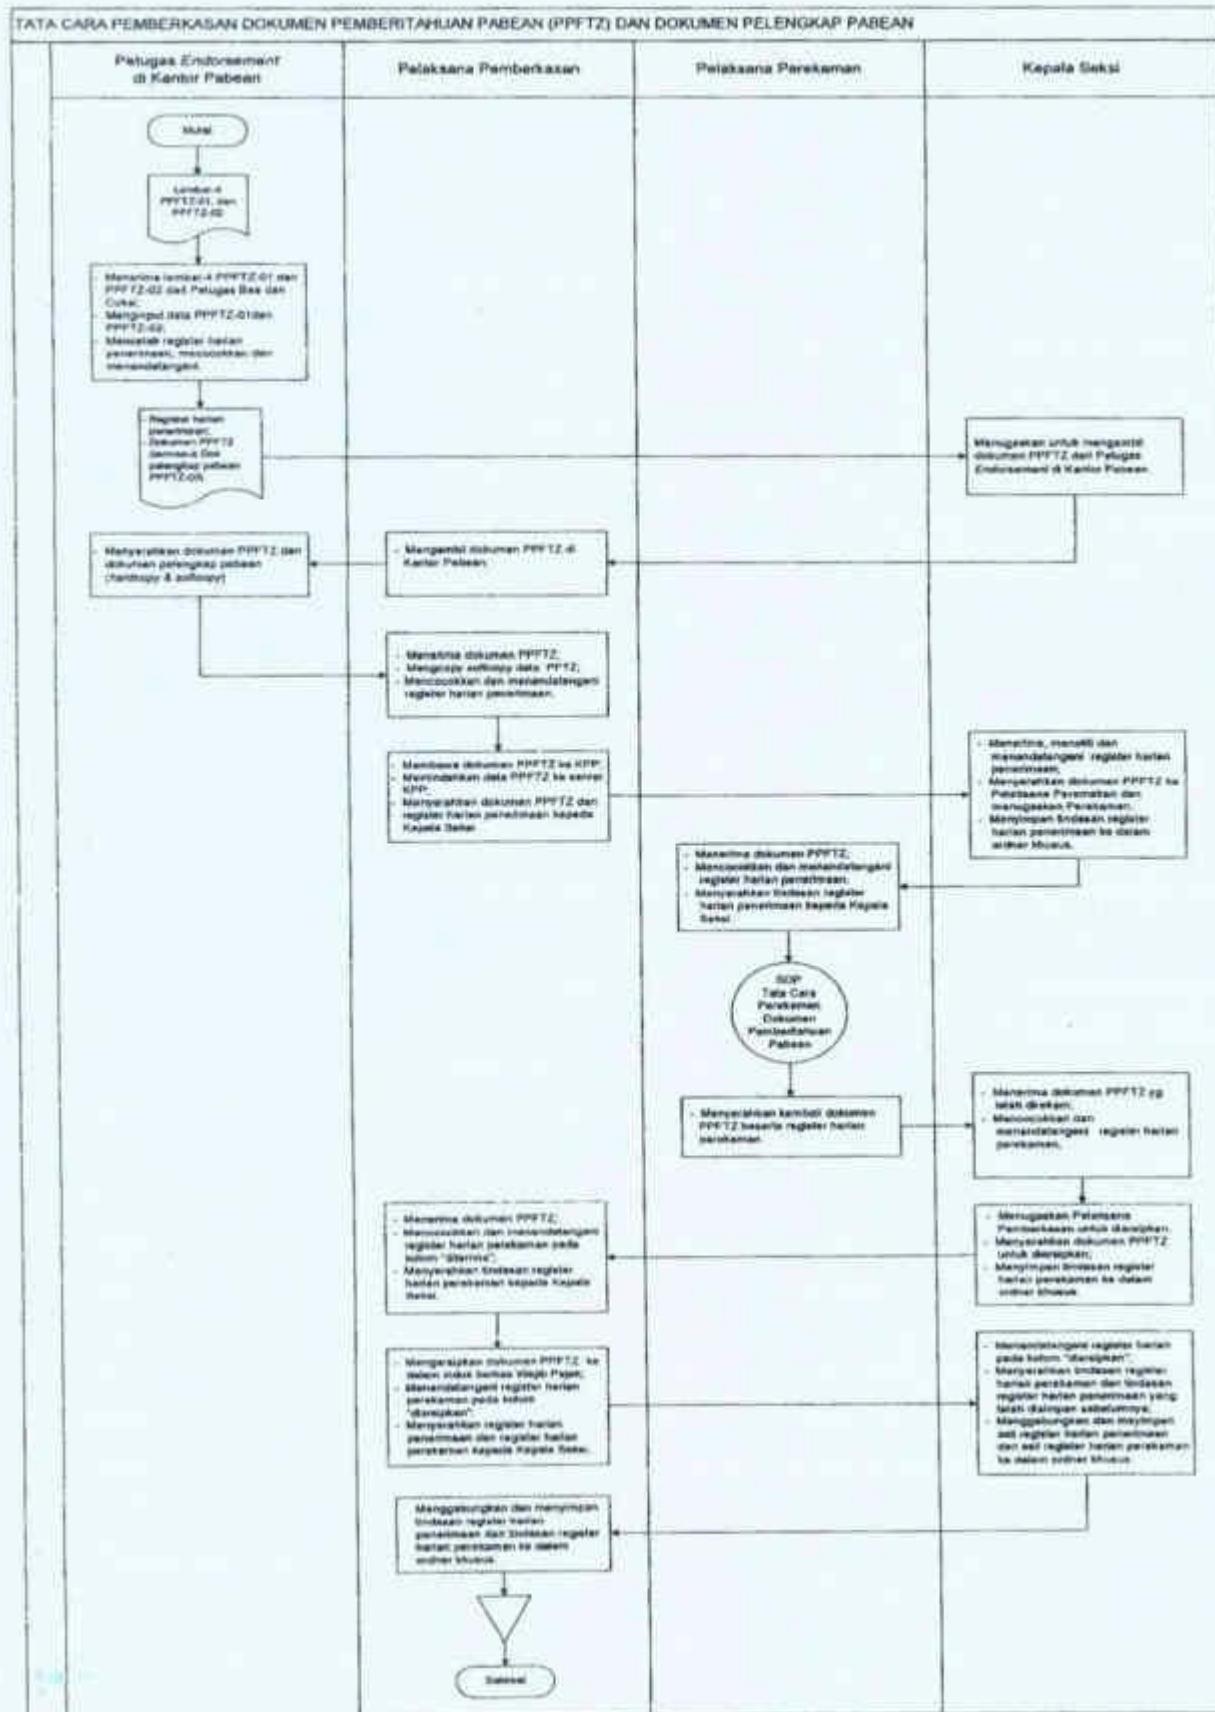 TATA CARA PEMBERKASAN DOKUMEN PEMBERITAHUAN PABEAN (PPFTZ) DAN DOKUMEN PELENGKAP PABEAN
Petugas Endorsement
di Kantor Pabean
Pelaksana Pemberkasan
Pelaksana Perekaman
Kepala Seksi
Mulai
Lembar-4
PPFTZ-01, dan
PPFTZ-02
- Menerima lembar-4 PPFTZ-01 dan
PPFTZ-02 dari Petugas Bea dan
Cukai;
- Menginput data PPFTZ-01dan
PPFTZ-02;
- Mencetak register harian
penerimaan, mencocokkan dan
menandatangani.
- Register harian
penerimaan;
- Dokumen PPFTZ
pelengkap pabean
Menugaskan untuk mengambil
dokumen PPFTZ dari Petugas
Endorsement di Kantor Pabean.
- Menyerahkan dokumen PPFTZ dan
dokumen pelengkap pabean
(hardcopy & softcopy)
- Mengambil dokumen PPFTZ di
Kantor Pabean.
- Menerima dokumen PPFTZ;
- Mengcopy softcopy data PFTZ;
- Mencocokkan dan menandatangani
register harian penerimaan.
- Membawa dokumen PPFTZ ke KPP;
- Memindahkan data PPFTZ ke server
KPP;
- Menyerahkan dokumen PPFTZ dan
register harian penerimaan kepada
Kepala Seksi.
- Menerima, meneliti dan
menandatangani register harian
penerimaan;
- Menyerahkan dokumen PPFTZ ke
Pelaksana Perekaman dan
menugaskan Perekaman.
- Menyimpan tindasan register
harian penerimaan ke dalam
ordner khusus.
- Menerima dokumen PPFTZ;
- Mencocokkan dan menandatangani
register harian penerimaan.
- Menyerahkan tindasan register
harian penerimaan kepada Kepala
Seksi
SOP
Tata Cara
Perekaman
Dokumen
Pemberitahuan
Pabean
- Menyerahkan kembali dokumen
PPFTZ beserta register harian
perekaman.
- Menerima dokumen PPFTZ yg
telah direkam;
- Mencocokkan dan
menandatangani register harian
perekaman.
- Menugaskan Pelaksana
Pemberkasan untuk diarsipkan.
- Menyerahkan dokumen PPFTZ
untuk diarsipkan;
- Menyimpan tindasan register
harian perekaman ke dalam
ordner khusus.
- Menerima dokumen PPFTZ;
- Mencocokkan dan menandatangani
register harian perekaman pada
kolom "diterima";
- Menyerahkan tindasan register
harian perekaman kepada Kepala
Seksi.
- Mengarsipkan dokumen PPFTZ ke
dalam induk berkas Wajib Pajak;
- Menandatangani register harian
perekaman pada kolom
"diarsipkan".
- Menyerahkan register harian
penerimaan dan register harian
perekaman kepada Kepala Seksi.
- Menandatangani register harian
pada kolom "diarsipkan".
- Menyerahkan tindasan register
harian perekaman dan tindasan
register harian penerimaan yang
telah disimpan sebelumnya;
- Menggabungkan dan meyimpan
asli register harian penerimaan
dan asli register harian perekaman
ke dalam ordner khusus.
Menggabungkan dan menyimpan
tindasan register harian
penerimaan dan tindasan register
harian perekaman ke dalam
ordner khusus.
Selesai